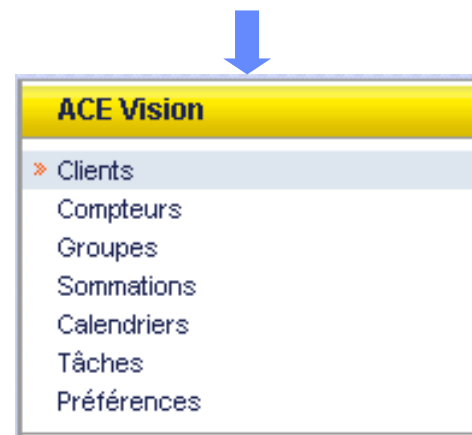 ACE Vision
» Clients
Compteurs
Groupes
Sommations
Calendriers
Tâches
Préférences